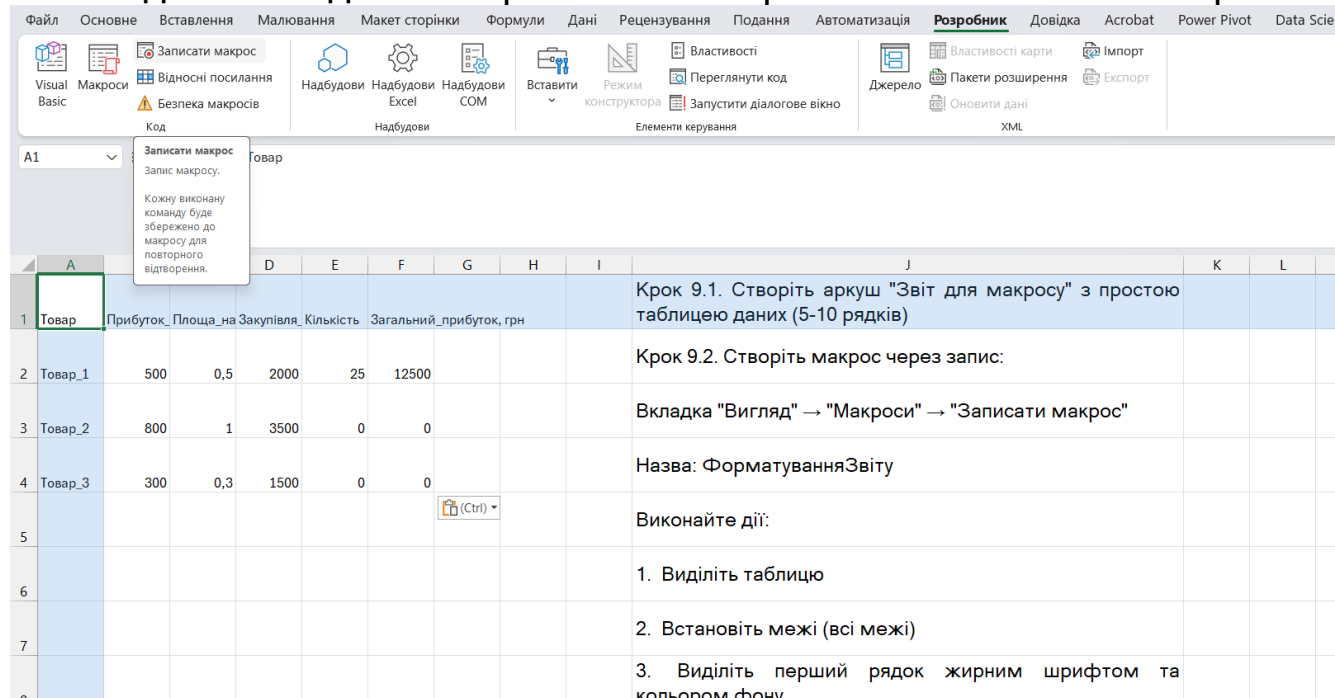 Файл Основне Вставлення Малювання Макет сторінки Формули Дані Рецензування Подання Автоматизація Розробник Довідка Acrobat Power Pivot Data Scie
Visual Basic
Макроси
Записати макрос
Відносні посилання
Безпека макросів
Код
Надбудови
Надбудови Excel
Надбудови COM
Надбудови
Вставити
Режим конструктора
Властивості
Переглянути код
Запустити діалогове вікно
Елементи керування
Джерело
Властивості карти
Пакети розширення
Оновити дані
Імпорт
Експорт
XML
A1
Товар
Записати макрос
Запис макросу.
Кожну виконану
команду буде
збережено до
макросу для
повторного
відтворення.
A D E F G H I J K L
1 Товар Прибуток_ Площа_на Закупівля_ Кількість Загальний_прибуток, грн
Крок 9.1. Створіть аркуш "Звіт для макросу" з простою
таблицею даних (5-10 рядків)
2 Товар_1 500 0,5 2000 25 12500
Крок 9.2. Створіть макрос через запис:
3 Товар_2 800 1 3500 0 0
Вкладка "Вигляд" → "Макроси" → "Записати макрос"
4 Товар_3 300 0,3 1500 0 0
Назва: ФорматуванняЗвіту
(Ctrl)
5
Виконайте дії:
6
1. Виділіть таблицю
7
2. Встановіть межі (всі межі)
3. Виділіть перший рядок жирним шрифтом та
кольором фону